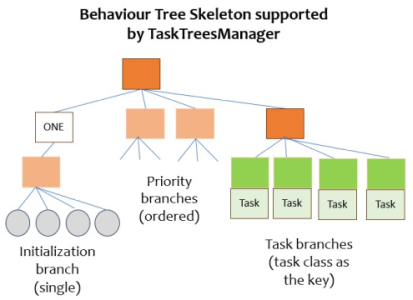 Behaviour Tree Skeleton supported
by TaskTreesManager
ONE
Priority
branches
(ordered)
Task
Task
Task
Task
Initialization
branch
(single)
Task branches
(task class as
the key)